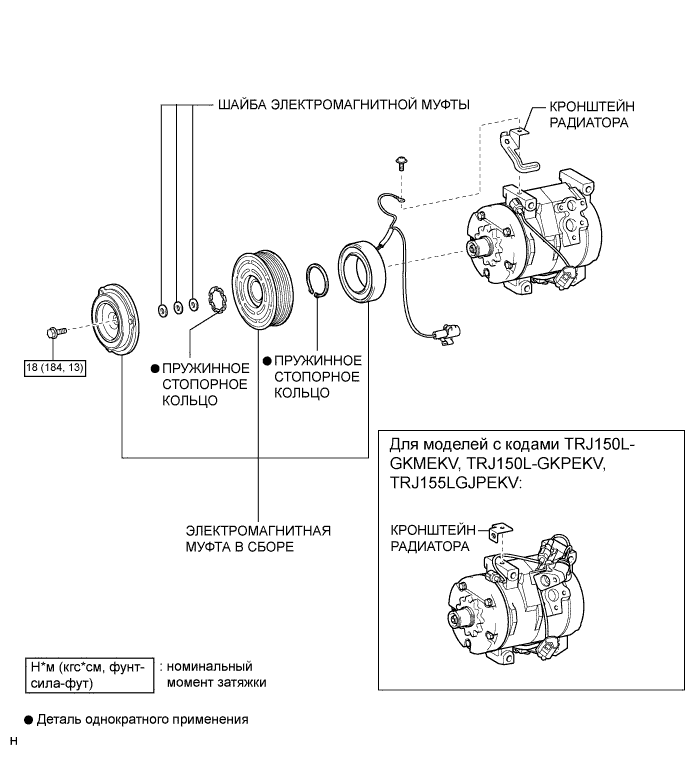 ШАЙБА ЭЛЕКТРОМАГНИТНОЙ МУФТЫ
КРОНШТЕЙН
РАДИАТОРА
18 (184, 13)
ПРУЖИННОЕ
СТОПОРНОЕ
КОЛЬЦО
ПРУЖИННОЕ
СТОПОРНОЕ
КОЛЬЦО
ЭЛЕКТРОМАГНИТНАЯ
МУФТА В СБОРЕ
Для моделей с кодами TRJ150L-
GKMEKV, TRJ150L-GKPEKV,
TRJ155LGJPEKV:
КРОНШТЕЙН
РАДИАТОРА
Н*м (кгс*см, фунт-
сила-фут)
: номинальный
момент затяжки
● Деталь однократного применения
H